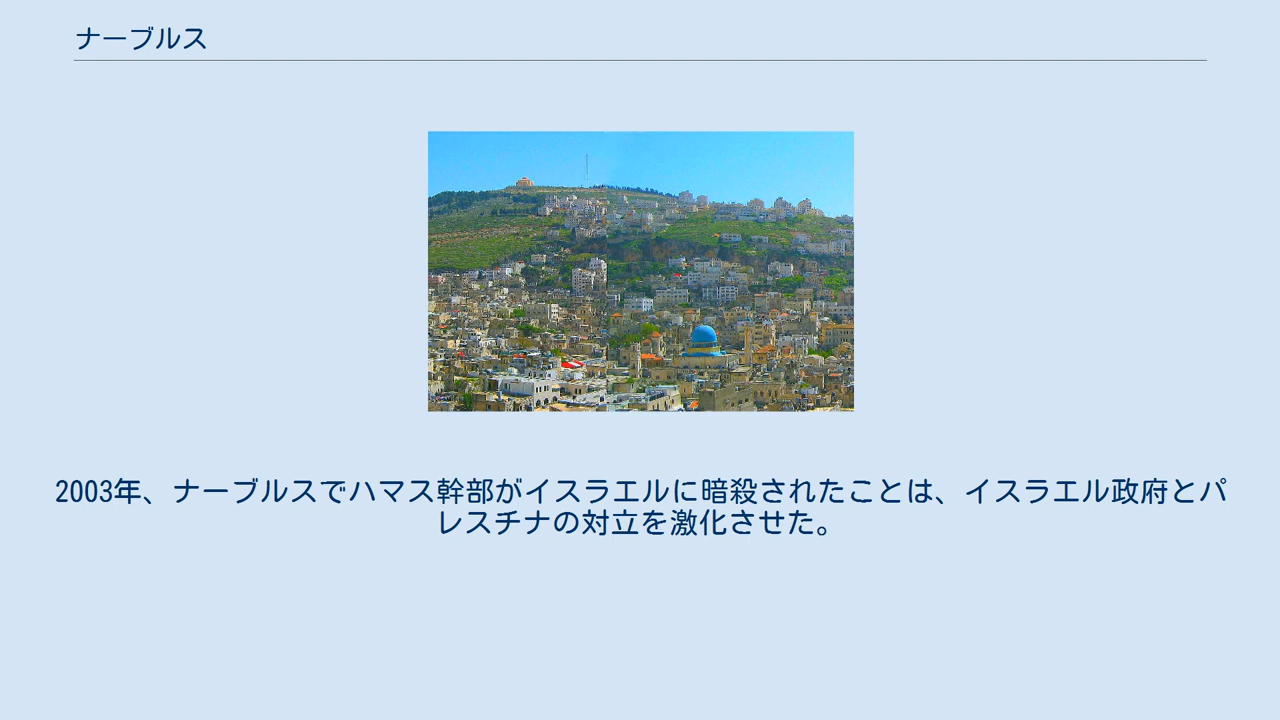 ナーブルス
2003年、ナーブルスでハマス幹部がイスラエルに暗殺されたことは、イスラエル政府とパ
レスチナの対立を激化させた。